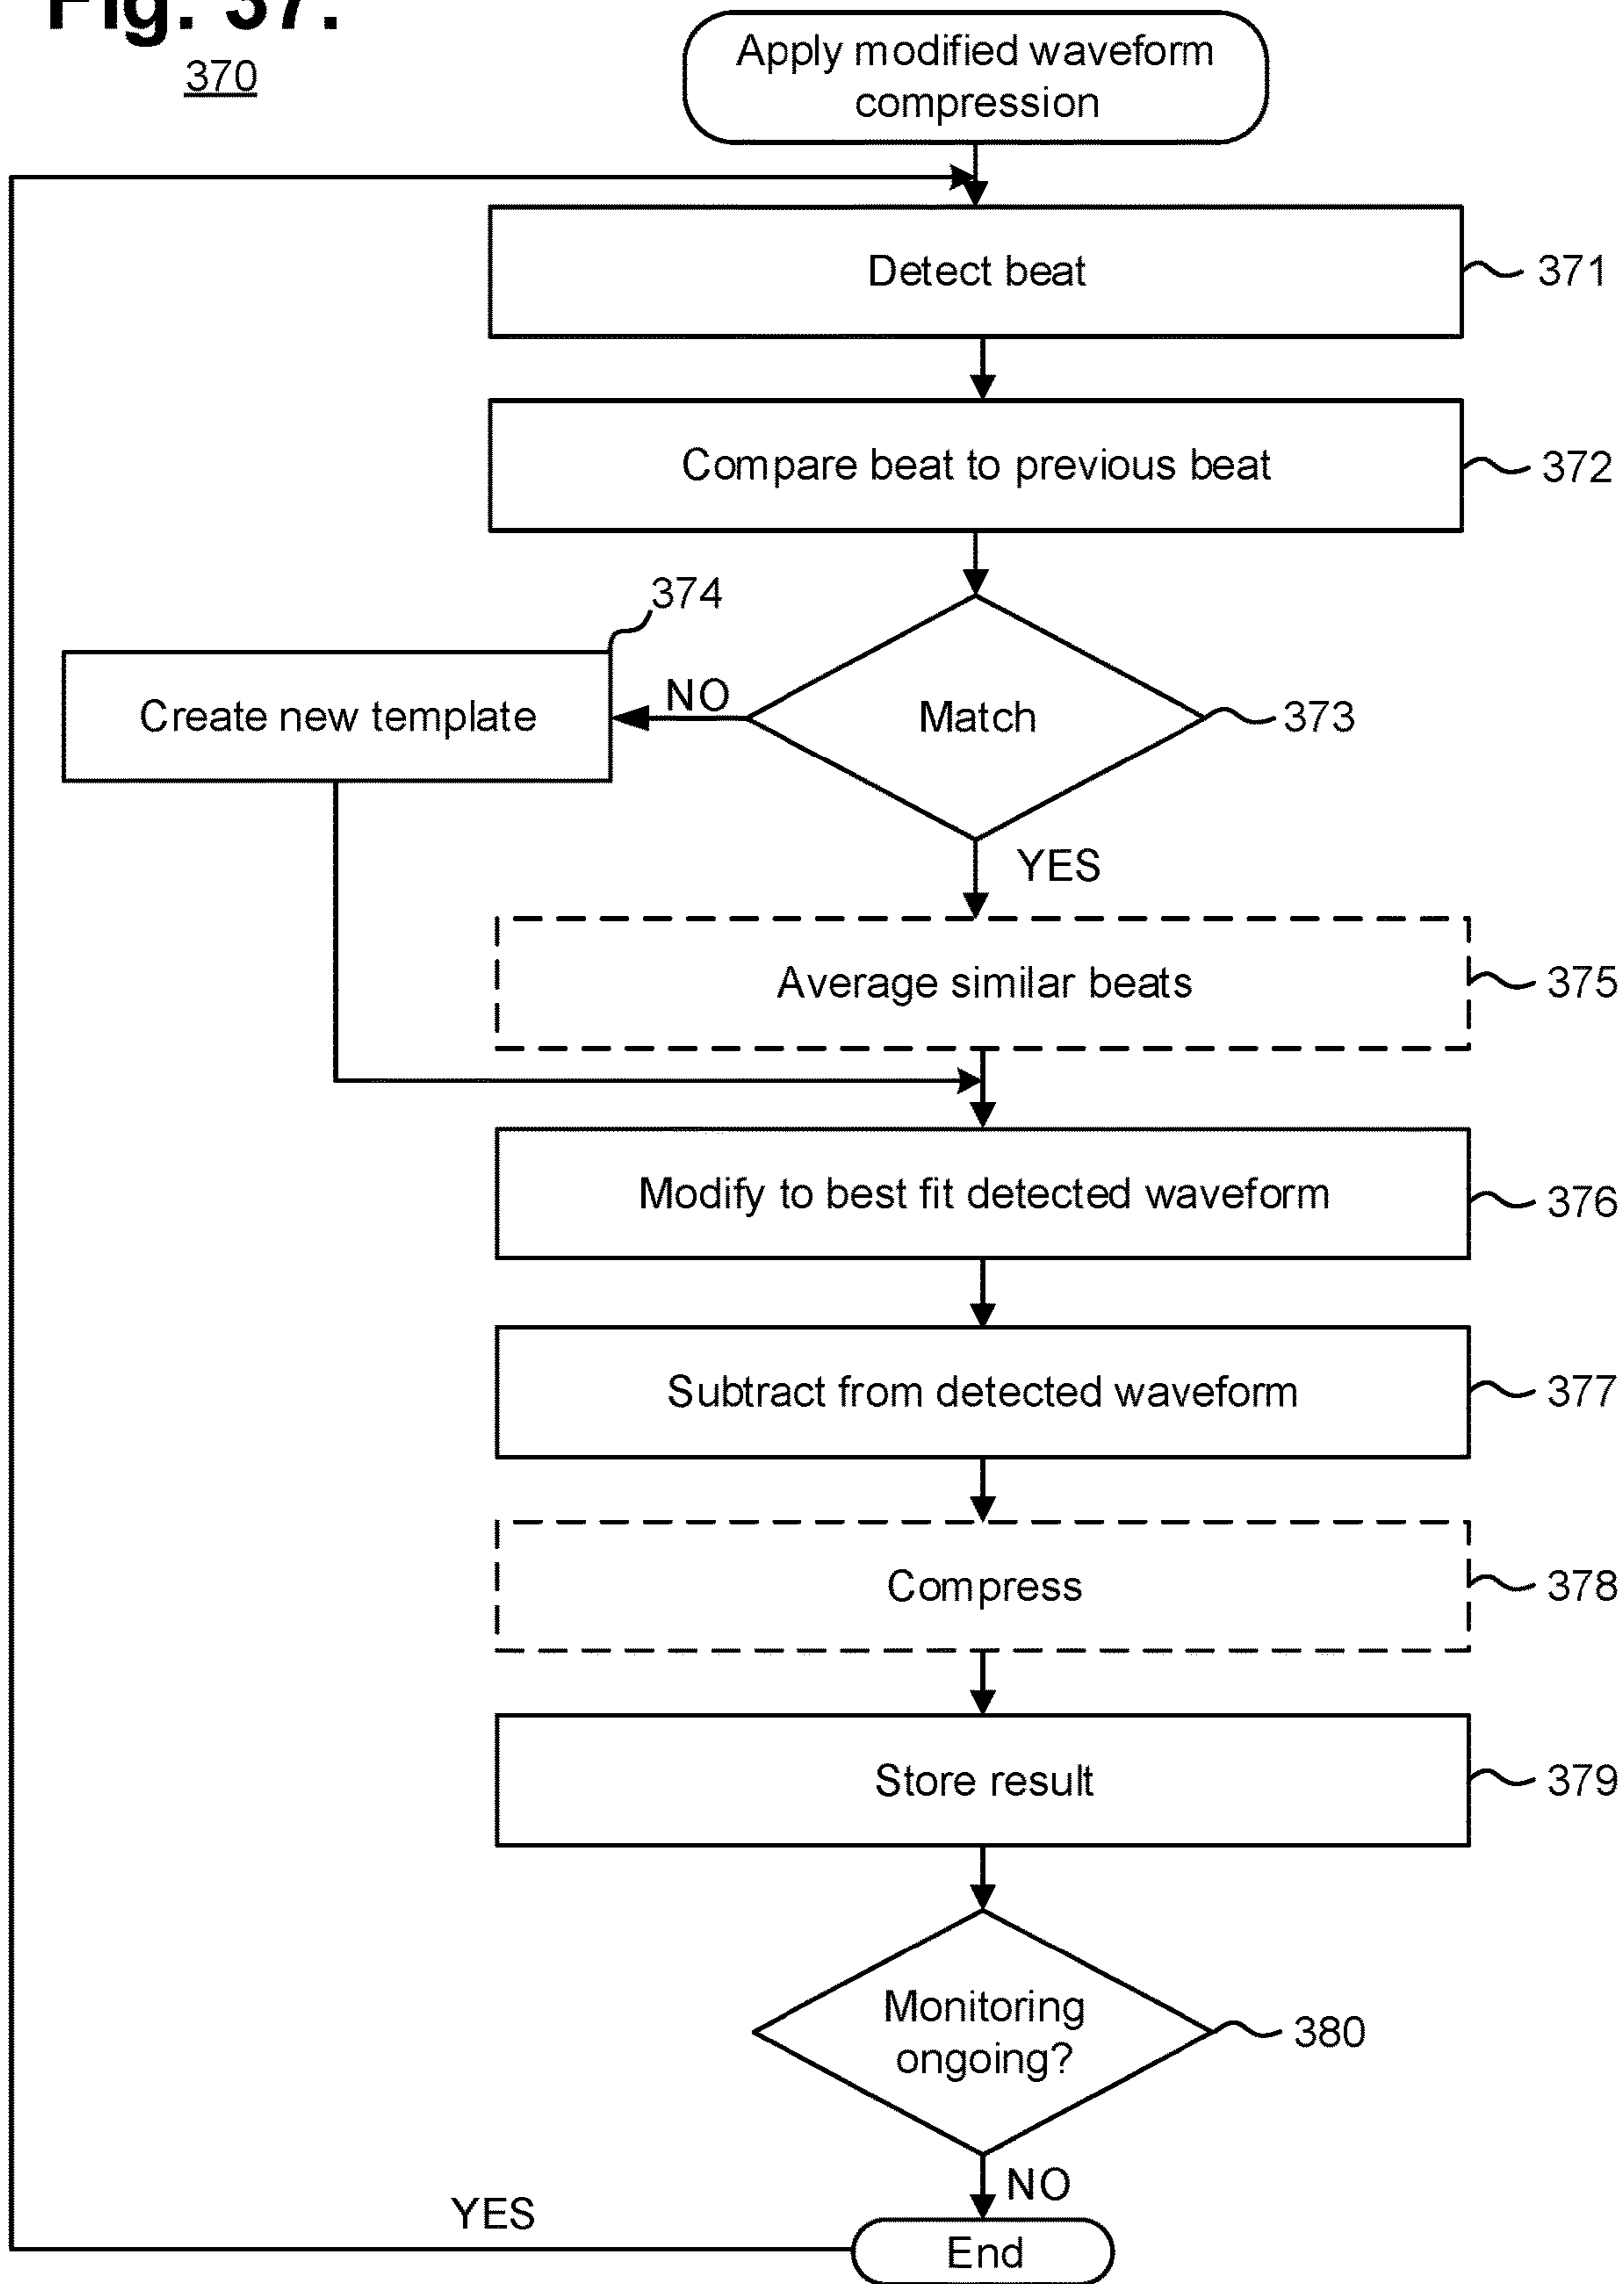 Fig. 37.
370
Apply modified waveform
compression
Detect beat
371
Compare beat to previous beat
372
374
Create new template
NO
Match
373
YES
Average similar beats
375
Modify to best fit detected waveform
376
Subtract from detected waveform
377
Compress
378
Store result
379
Monitoring
ongoing?
380
NO
YES
End